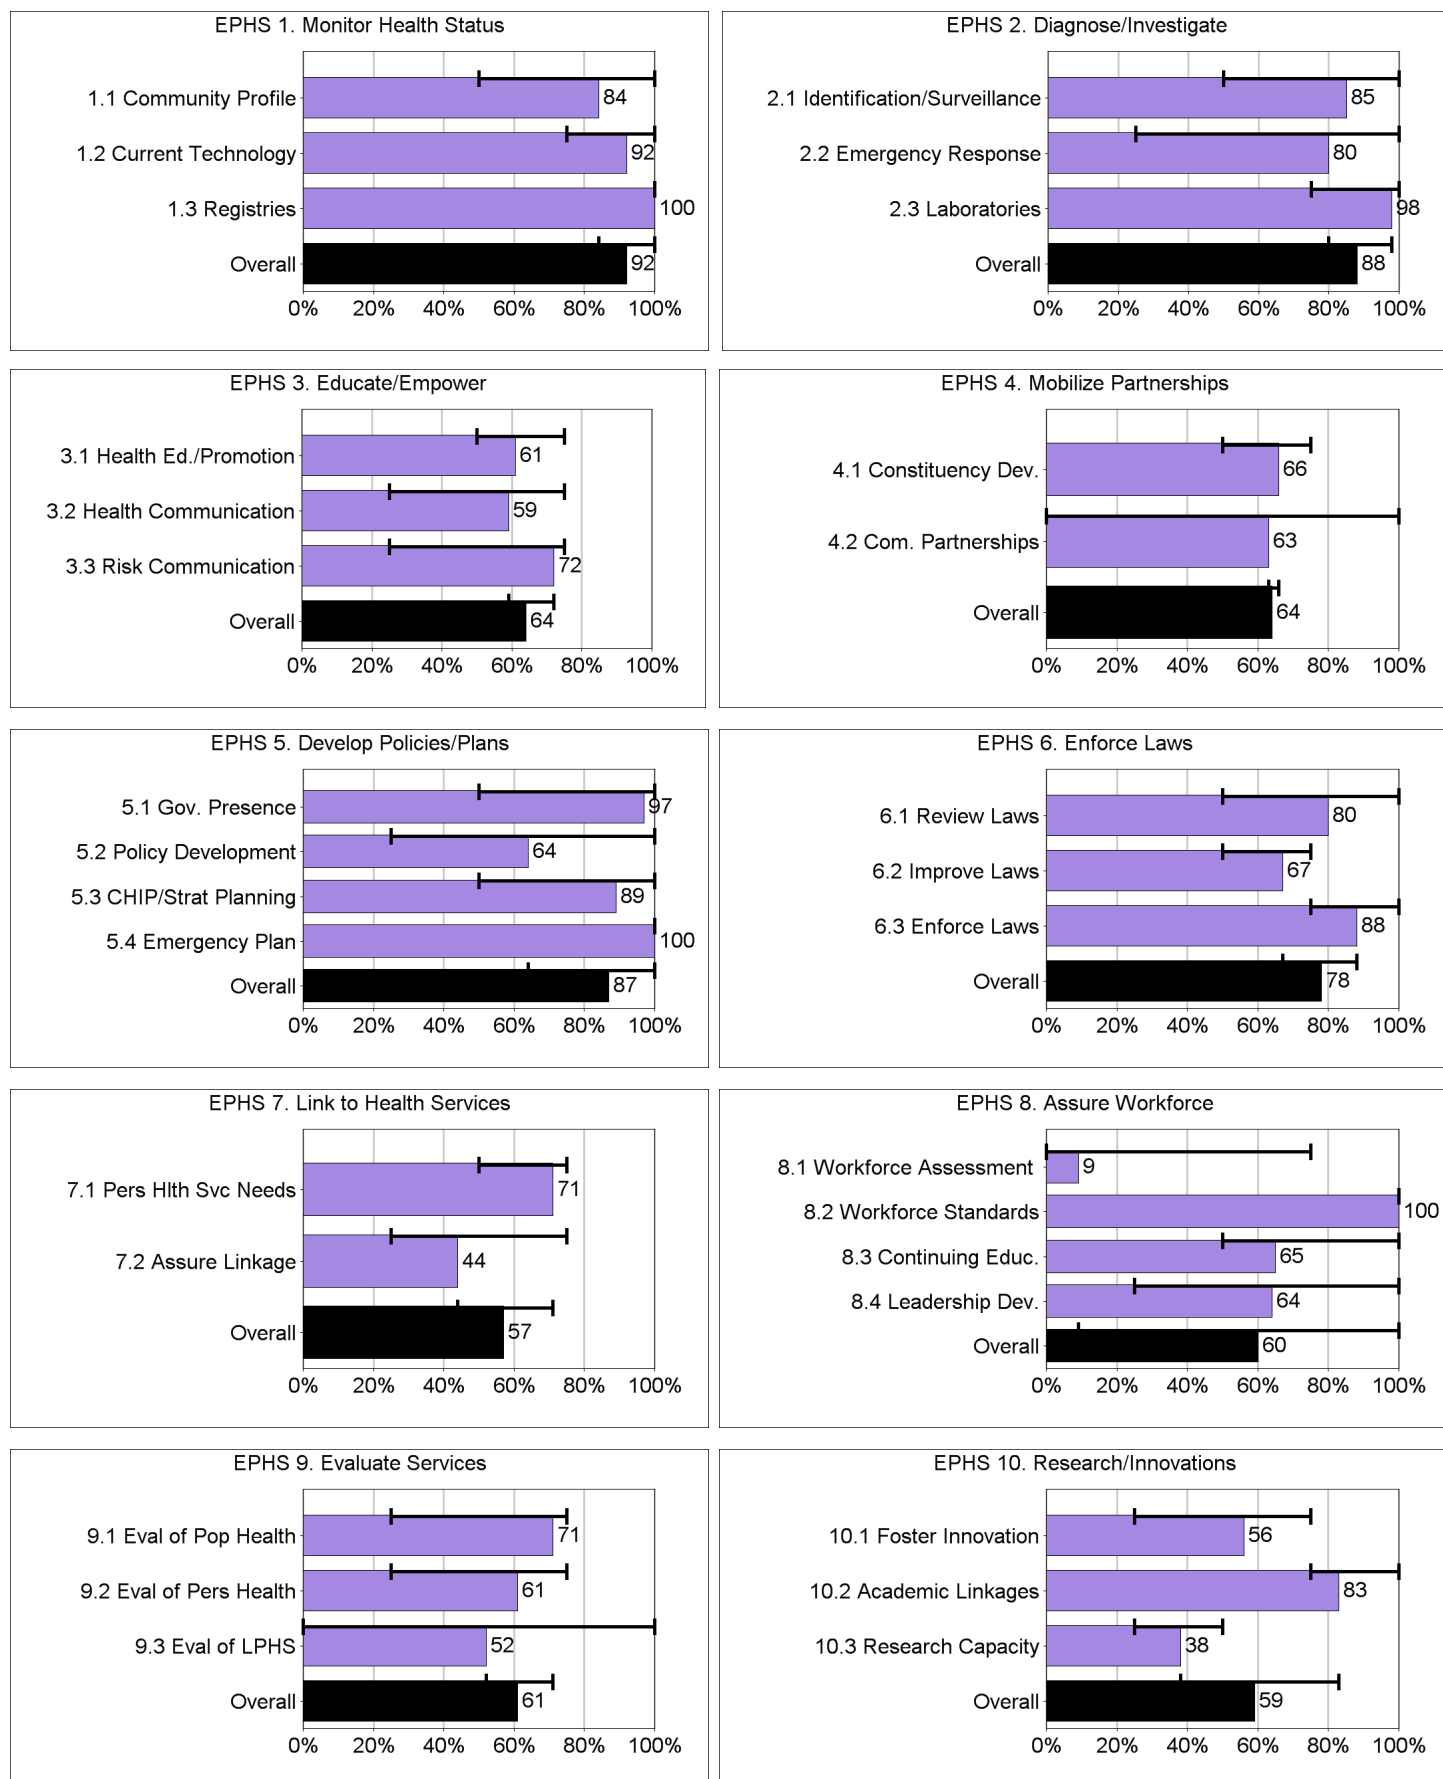 EPHS 1. Monitor Health Status
1.1 Community Profile 84
1.2 Current Technology 92
1.3 Registries 100
Overall 92
0% 20% 40% 60% 80% 100%
EPHS 2. Diagnose/Investigate
2.1 Identification/Surveillance 85
2.2 Emergency Response 80
2.3 Laboratories 98
Overall 88
0% 20% 40% 60% 80% 100%
EPHS 3. Educate/Empower
3.1 Health Ed./Promotion 61
3.2 Health Communication 59
3.3 Risk Communication 72
Overall 64
0% 20% 40% 60% 80% 100%
EPHS 4. Mobilize Partnerships
4.1 Constituency Dev. 66
4.2 Com. Partnerships 63
Overall 64
0% 20% 40% 60% 80% 100%
EPHS 5. Develop Policies/Plans
5.1 Gov. Presence 97
5.2 Policy Development 64
5.3 CHIP/Strat Planning 89
5.4 Emergency Plan 100
Overall 87
0% 20% 40% 60% 80% 100%
EPHS 6. Enforce Laws
6.1 Review Laws 80
6.2 Improve Laws 67
6.3 Enforce Laws 88
Overall 78
0% 20% 40% 60% 80% 100%
EPHS 7. Link to Health Services
7.1 Pers Hlth Svc Needs 71
7.2 Assure Linkage 44
Overall 57
0% 20% 40% 60% 80% 100%
EPHS 8. Assure Workforce
8.1 Workforce Assessment 9
8.2 Workforce Standards 100
8.3 Continuing Educ. 65
8.4 Leadership Dev. 64
Overall 60
0% 20% 40% 60% 80% 100%
EPHS 9. Evaluate Services
9.1 Eval of Pop Health 71
9.2 Eval of Pers Health 61
9.3 Eval of LPHS 52
Overall 61
0% 20% 40% 60% 80% 100%
EPHS 10. Research/Innovations
10.1 Foster Innovation 56
10.2 Academic Linkages 83
10.3 Research Capacity 38
Overall 59
0% 20% 40% 60% 80% 100%